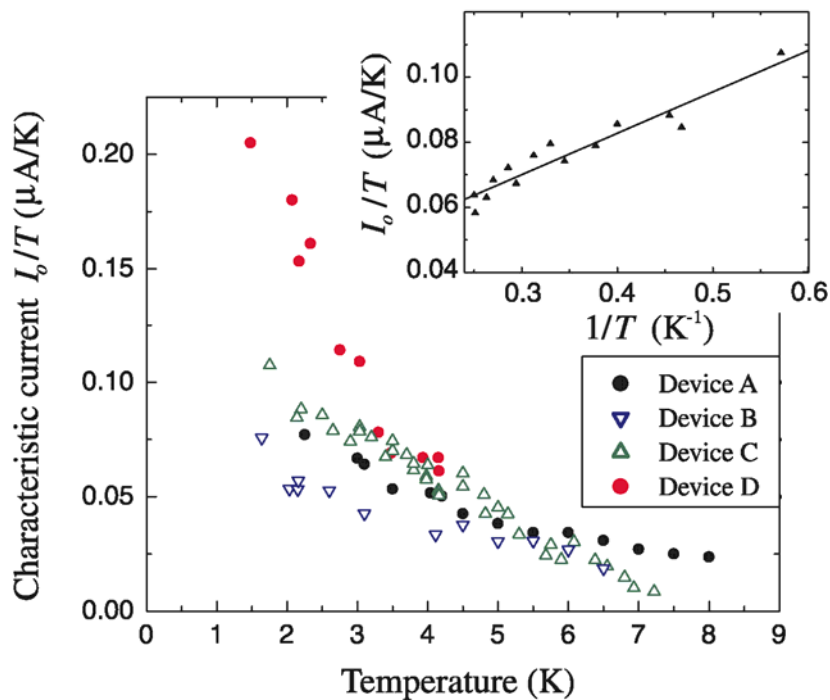 Characteristic current I_o/T (μA/K)
0.20
0.15
0.10
0.05
0.00
0 1 2 3 4 5 6 7 8 9
Temperature (K)
I_o/T (μA/K)
0.10
0.08
0.06
0.04
0.3 0.4 0.5 0.6
1/T (K⁻¹)
Device A
Device B
Device C
Device D